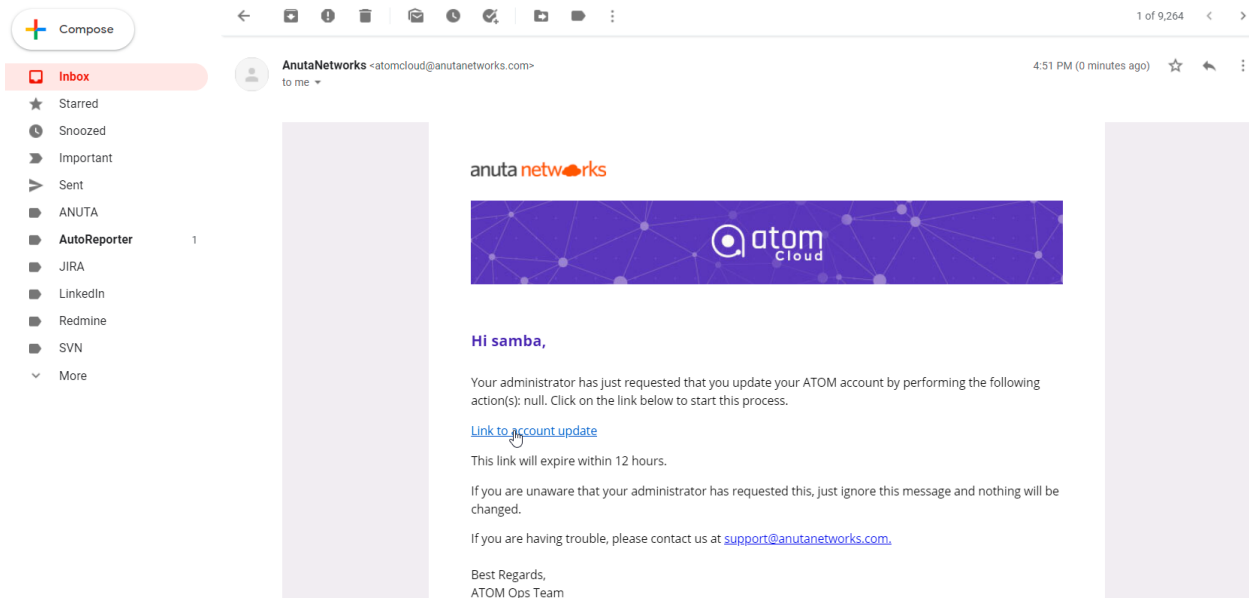 Compose
1 of 9,264
Inbox
Starred
Snoozed
Important
Sent
ANUTA
AutoReporter 1
JIRA
LinkedIn
Redmine
SVN
More
AnutaNetworks <atomcloud@anutanetworks.com>
4:51 PM (0 minutes ago)
to me
anuta networks
atom
Cloud
Hi samba,
Your administrator has just requested that you update your ATOM account by performing the following
action(s): null. Click on the link below to start this process.
Link to account update
This link will expire within 12 hours.
If you are unaware that your administrator has requested this, just ignore this message and nothing will be
changed.
If you are having trouble, please contact us at support@anutanetworks.com.
Best Regards,
ATOM Ops Team